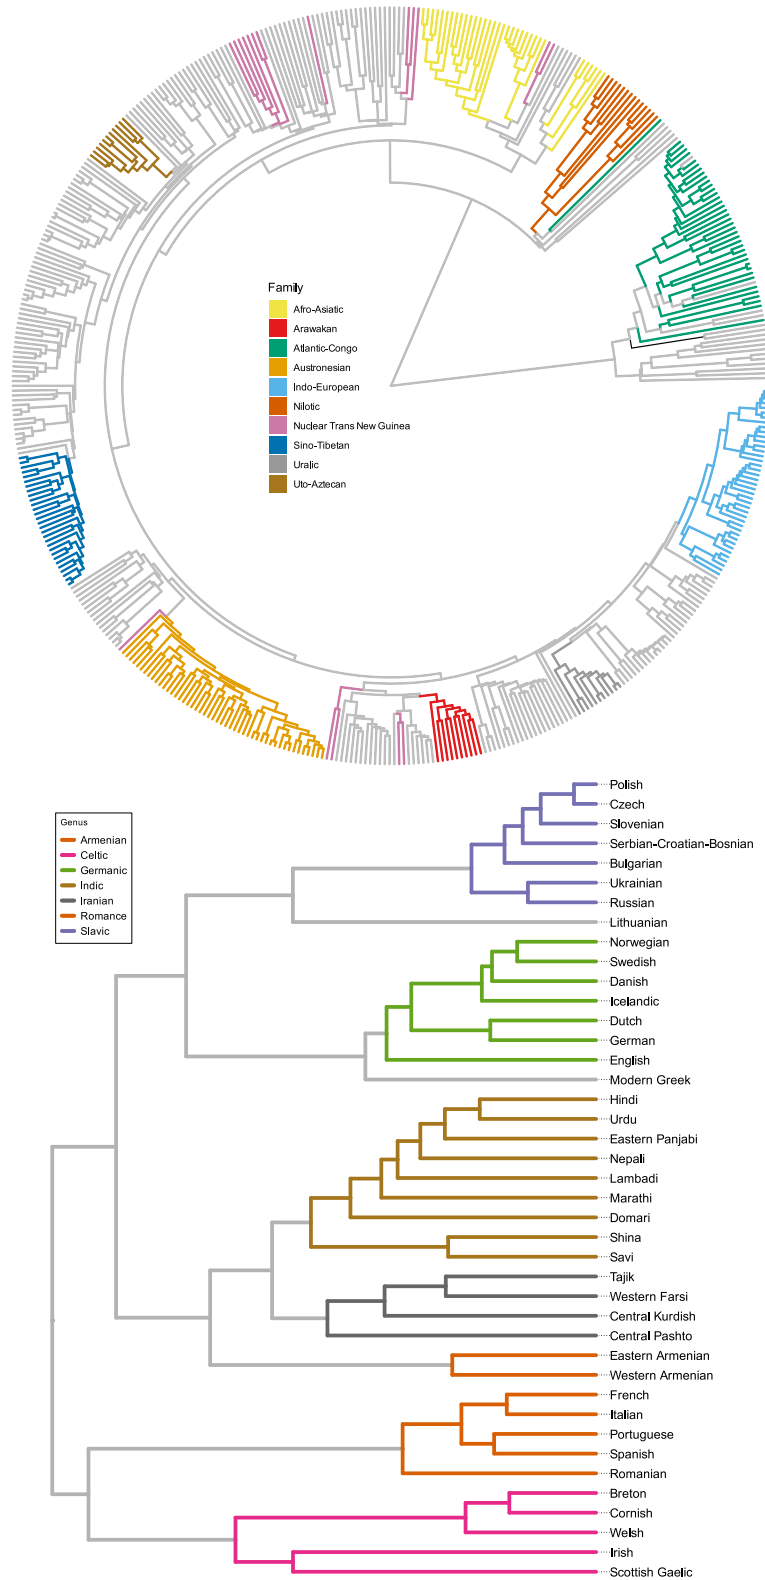 Family
Afro-Asiatic
Arawakan
Atlantic-Congo
Austronesian
Indo-European
Nilotic
Nuclear Trans New Guinea
Sino-Tibetan
Uralic
Uto-Aztecan
Genus
Armenian
Celtic
Germanic
Indic
Iranian
Romance
Slavic
Polish
Czech
Slovenian
Serbian-Croatian-Bosnian
Bulgarian
Ukrainian
Russian
Lithuanian
Norwegian
Swedish
Danish
Icelandic
Dutch
German
English
Modern Greek
Hindi
Urdu
Eastern Panjabi
Nepali
Lambadi
Marathi
Domari
Shina
Savi
Tajik
Western Farsi
Central Kurdish
Central Pashto
Eastern Armenian
Western Armenian
French
Italian
Portuguese
Spanish
Romanian
Breton
Cornish
Welsh
Irish
Scottish Gaelic